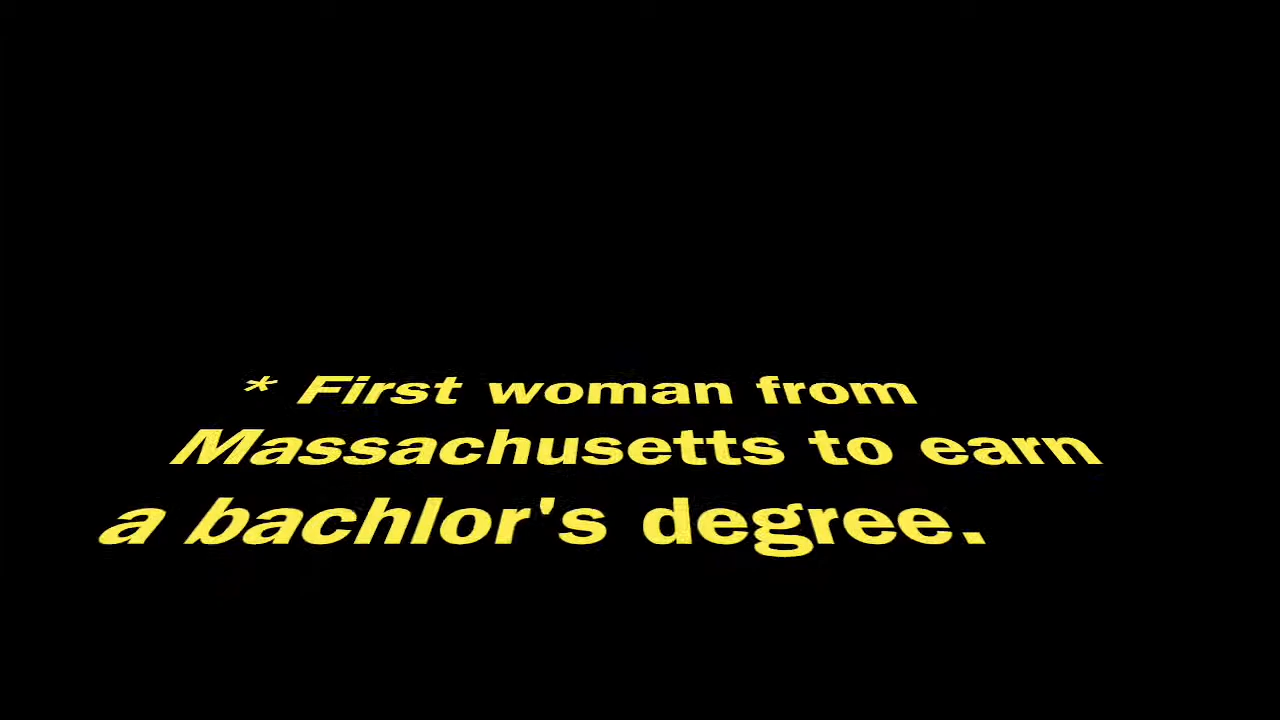 * First woman from
Massachusetts to earn
a bachlor's degree.